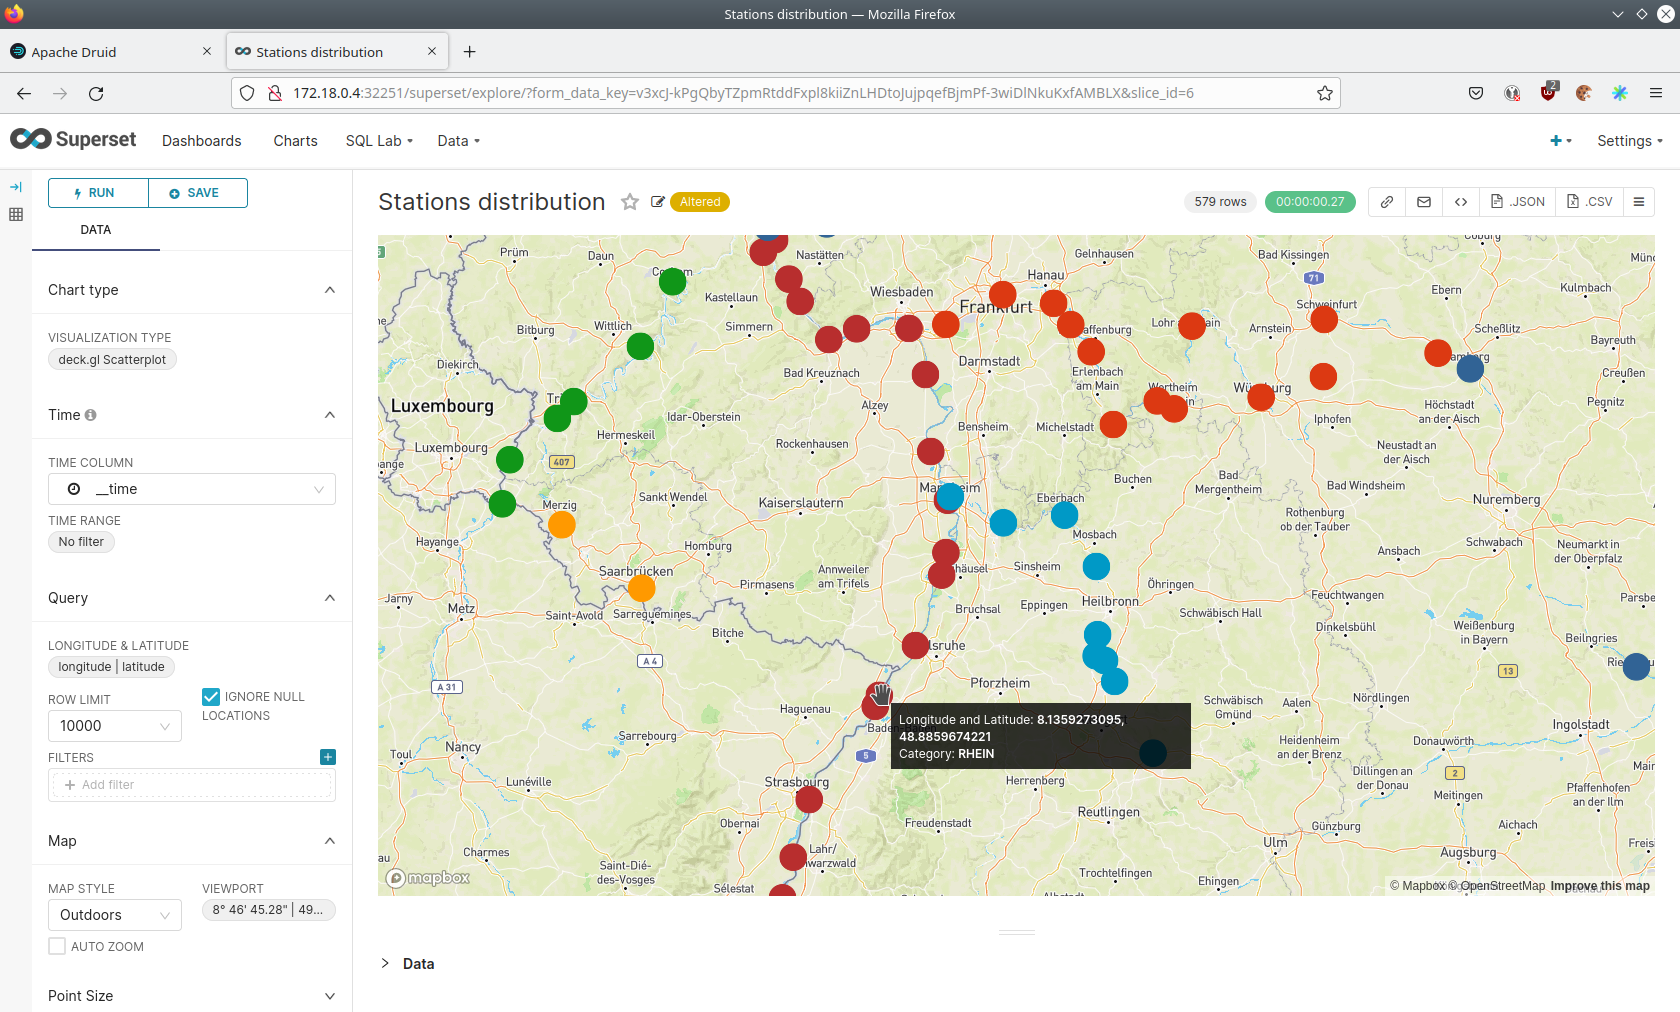 Stations distribution — Mozilla Firefox
Apache Druid
Stations distribution
172.18.0.4:32251/superset/explore/?form_data_key=v3xcJ-kPgQbyTZpmRtddFxpl8kiiZnLHDtoJujpqefBjmPf-3wiDlNkuKxfAMBLX&slice_id=6
2
Superset
Dashboards
Charts
SQL Lab
Data
Settings
RUN
SAVE
DATA
Chart type
VISUALIZATION TYPE
deck.gl Scatterplot
Time
TIME COLUMN
__time
TIME RANGE
No filter
Query
LONGITUDE & LATITUDE
longitude | latitude
ROW LIMIT
10000
IGNORE NULL
LOCATIONS
FILTERS
Add filter
Map
MAP STYLE
Outdoors
VIEWPORT
8° 46' 45.28" | 49...
AUTO ZOOM
Point Size
Stations distribution
Altered
579 rows
00:00:00.27
.JSON
.CSV
Prüm
Daun
Nastätten
Gelnhausen
Bad Kissingen
Coburg
Münc
Hanau
71
Kastellaun
Wiesbaden
Frankfurt
Schweinfurt
Ebern
Kulmbach
Bitburg
Wittlich
Simmern
Arnstein
Scheßlitz
Bayreuth
Diekirch
Bad Kreuznach
Darmstadt
Erlenbach
am Main
Creußen
Luxembourg
Alzey
Höchstadt
an der Aisch
Pegnitz
Idar-Oberstein
Hermeskeil
Rockenhausen
Bensheim
Michelstadt
Iphofen
Luxembourg
407
Neustadt an
der Aisch
Merzig
Sankt Wendel
Kaiserslautern
Eberbach
Buchen
Bad
Mergentheim
Bad Windsheim
Nuremberg
Rothenburg
ob der Tauber
Hayange
Homburg
Mosbach
Ansbach
Schwabach
Neumarkt in
der Oberpfalz
Saarbrücken
Pirmasens
Annweiler
am Trifels
Sinsheim
Öhringen
Jarny
Metz
Saint-Avold
Sarreguemines
Bruchsal
Eppingen
Heilbronn
Schwäbisch Hall
Feuchtwangen
Parsbe
Bitche
Dinkelsbühl
Weißenburg
in Bayern
Beilngries
A 4
A 31
Pforzheim
13
Haguenau
Schwäbisch
Gmünd
Aalen
Nördlingen
Sarrebourg
Ingolstadt
Toul
Nancy
5
Heidenheim
an der Brenz
Donauwörth
Lunéville
Strasbourg
Herrenberg
Dillingen an
der Donau
2
Meitingen
Pfaffenhofen
an der Ilm
Obernai
Freudenstadt
Reutlingen
Günzburg
Aichach
Charmes
Lahr/
Ulm
Augsburg
Saint-Dié-
des-Vosges
Sélestat
Trochtelfingen
Ehingen
Longitude and Latitude: 8.1359273095,
48.8859674221
Category: RHEIN
mapbox
© Mapbox © OpenStreetMap Improve this map
Data